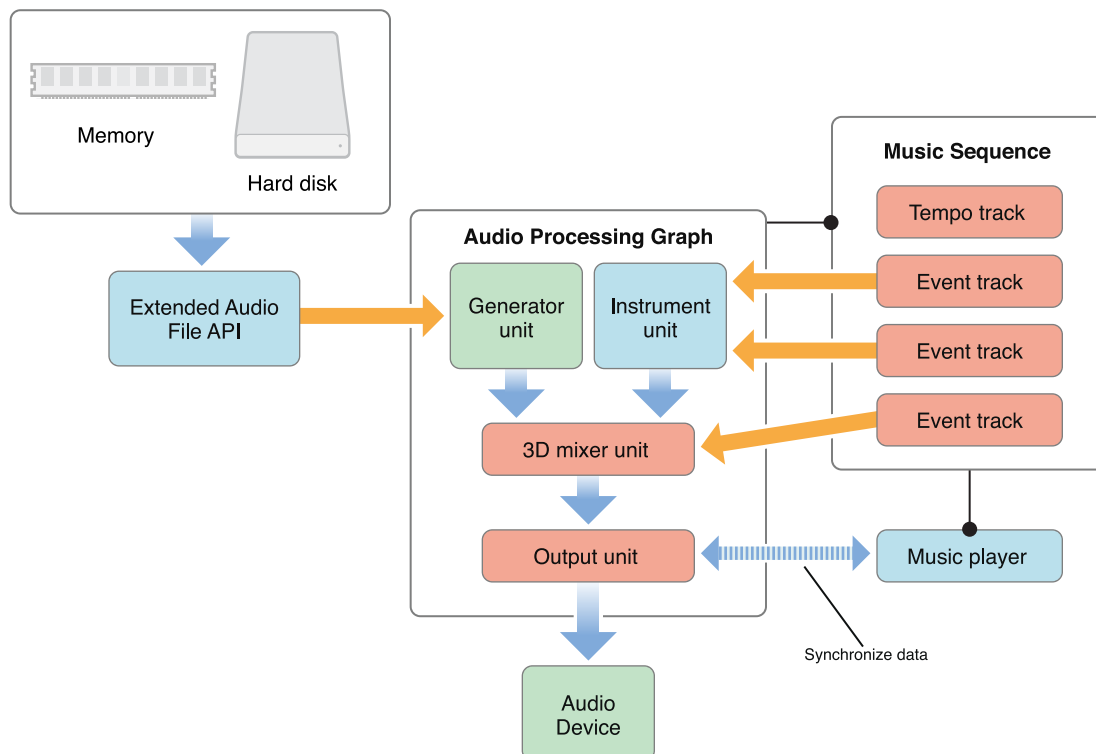 Memory
Hard disk
Extended Audio
File API
Audio Processing Graph
Generator
unit
Instrument
unit
3D mixer unit
Output unit
Audio
Device
Music Sequence
Tempo track
Event track
Event track
Event track
Music player
Synchronize data